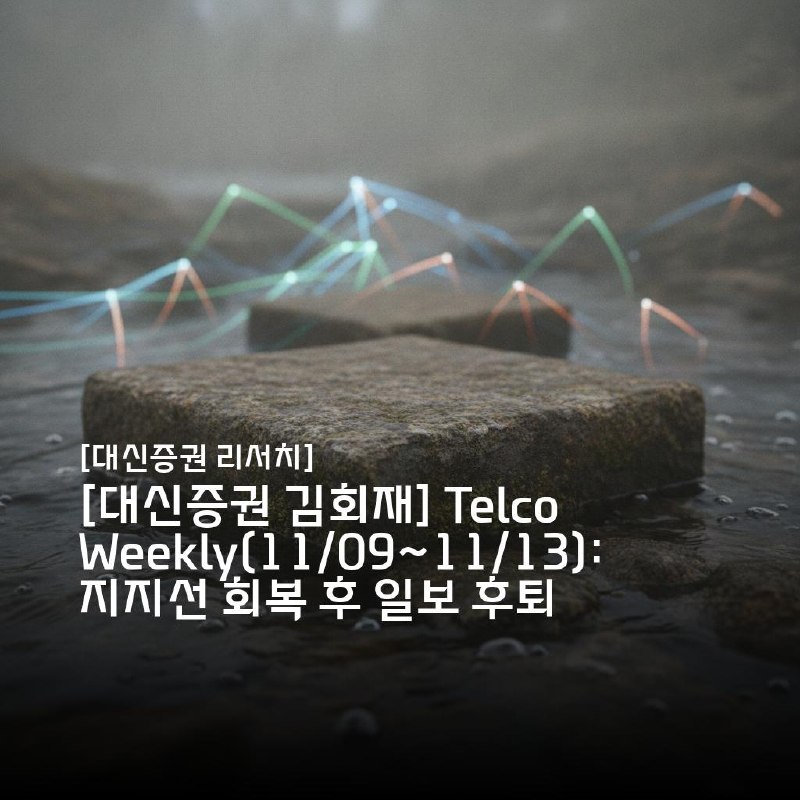 [대신증권 리서치]
[대신증권 김회재] Telco
Weekly(11/09~11/13):
지지선 회복 후 일보 후퇴